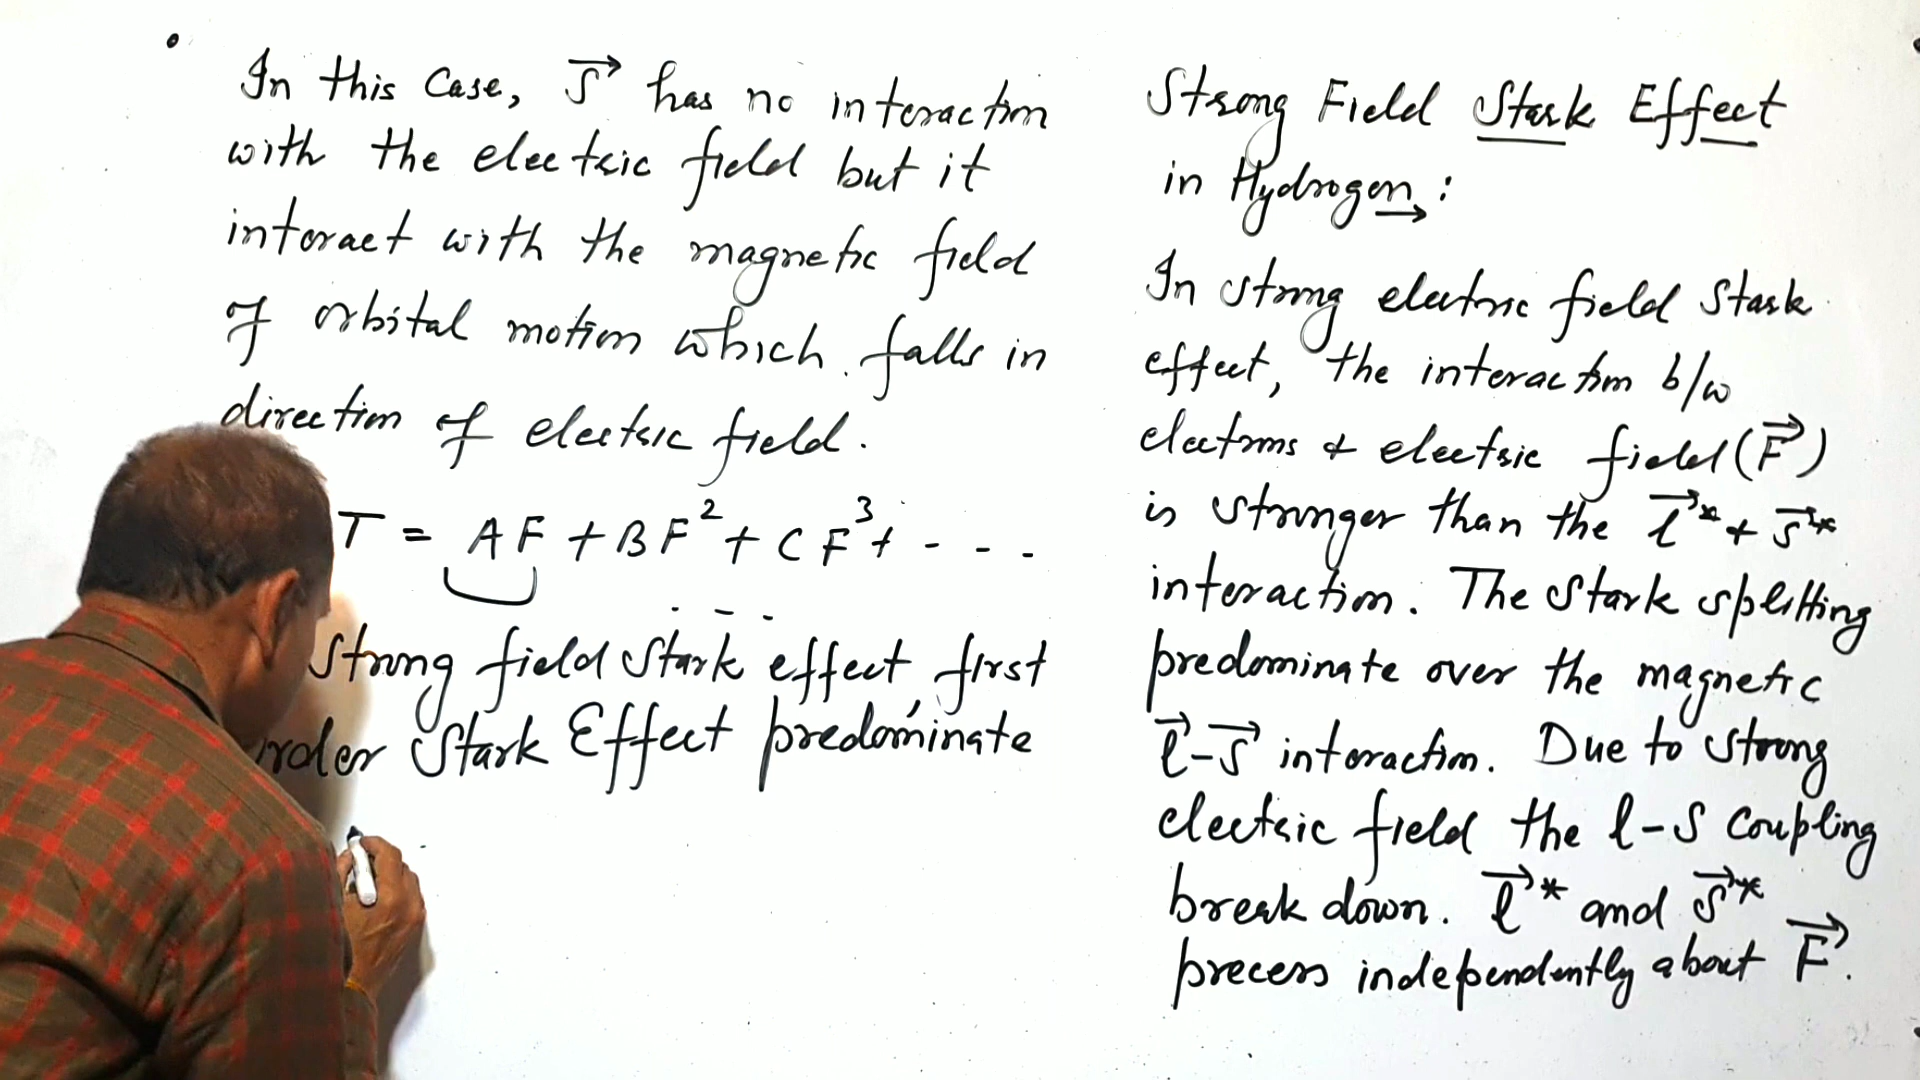 Strong Field Stark Effect
in Hydrogen :
In strong electric field Stark
effect, the interaction b/w
electrons & electric field (F⃗)
is stronger than the l⃗* & s⃗*
interaction. The Stark splitting
predominate over the magnetic
l⃗-s⃗ interaction. Due to strong
electric field the l-s coupling
break down. l⃗* and s⃗*
precess independently about F⃗.
In this Case, s⃗ has no interaction
with the electric field but it
interact with the magnetic field
of orbital motion which falls in
direction of electric field.
T = AF + BF² + CF³ + - - -
- - -
Strong field Stark effect, first
order Stark Effect predominate